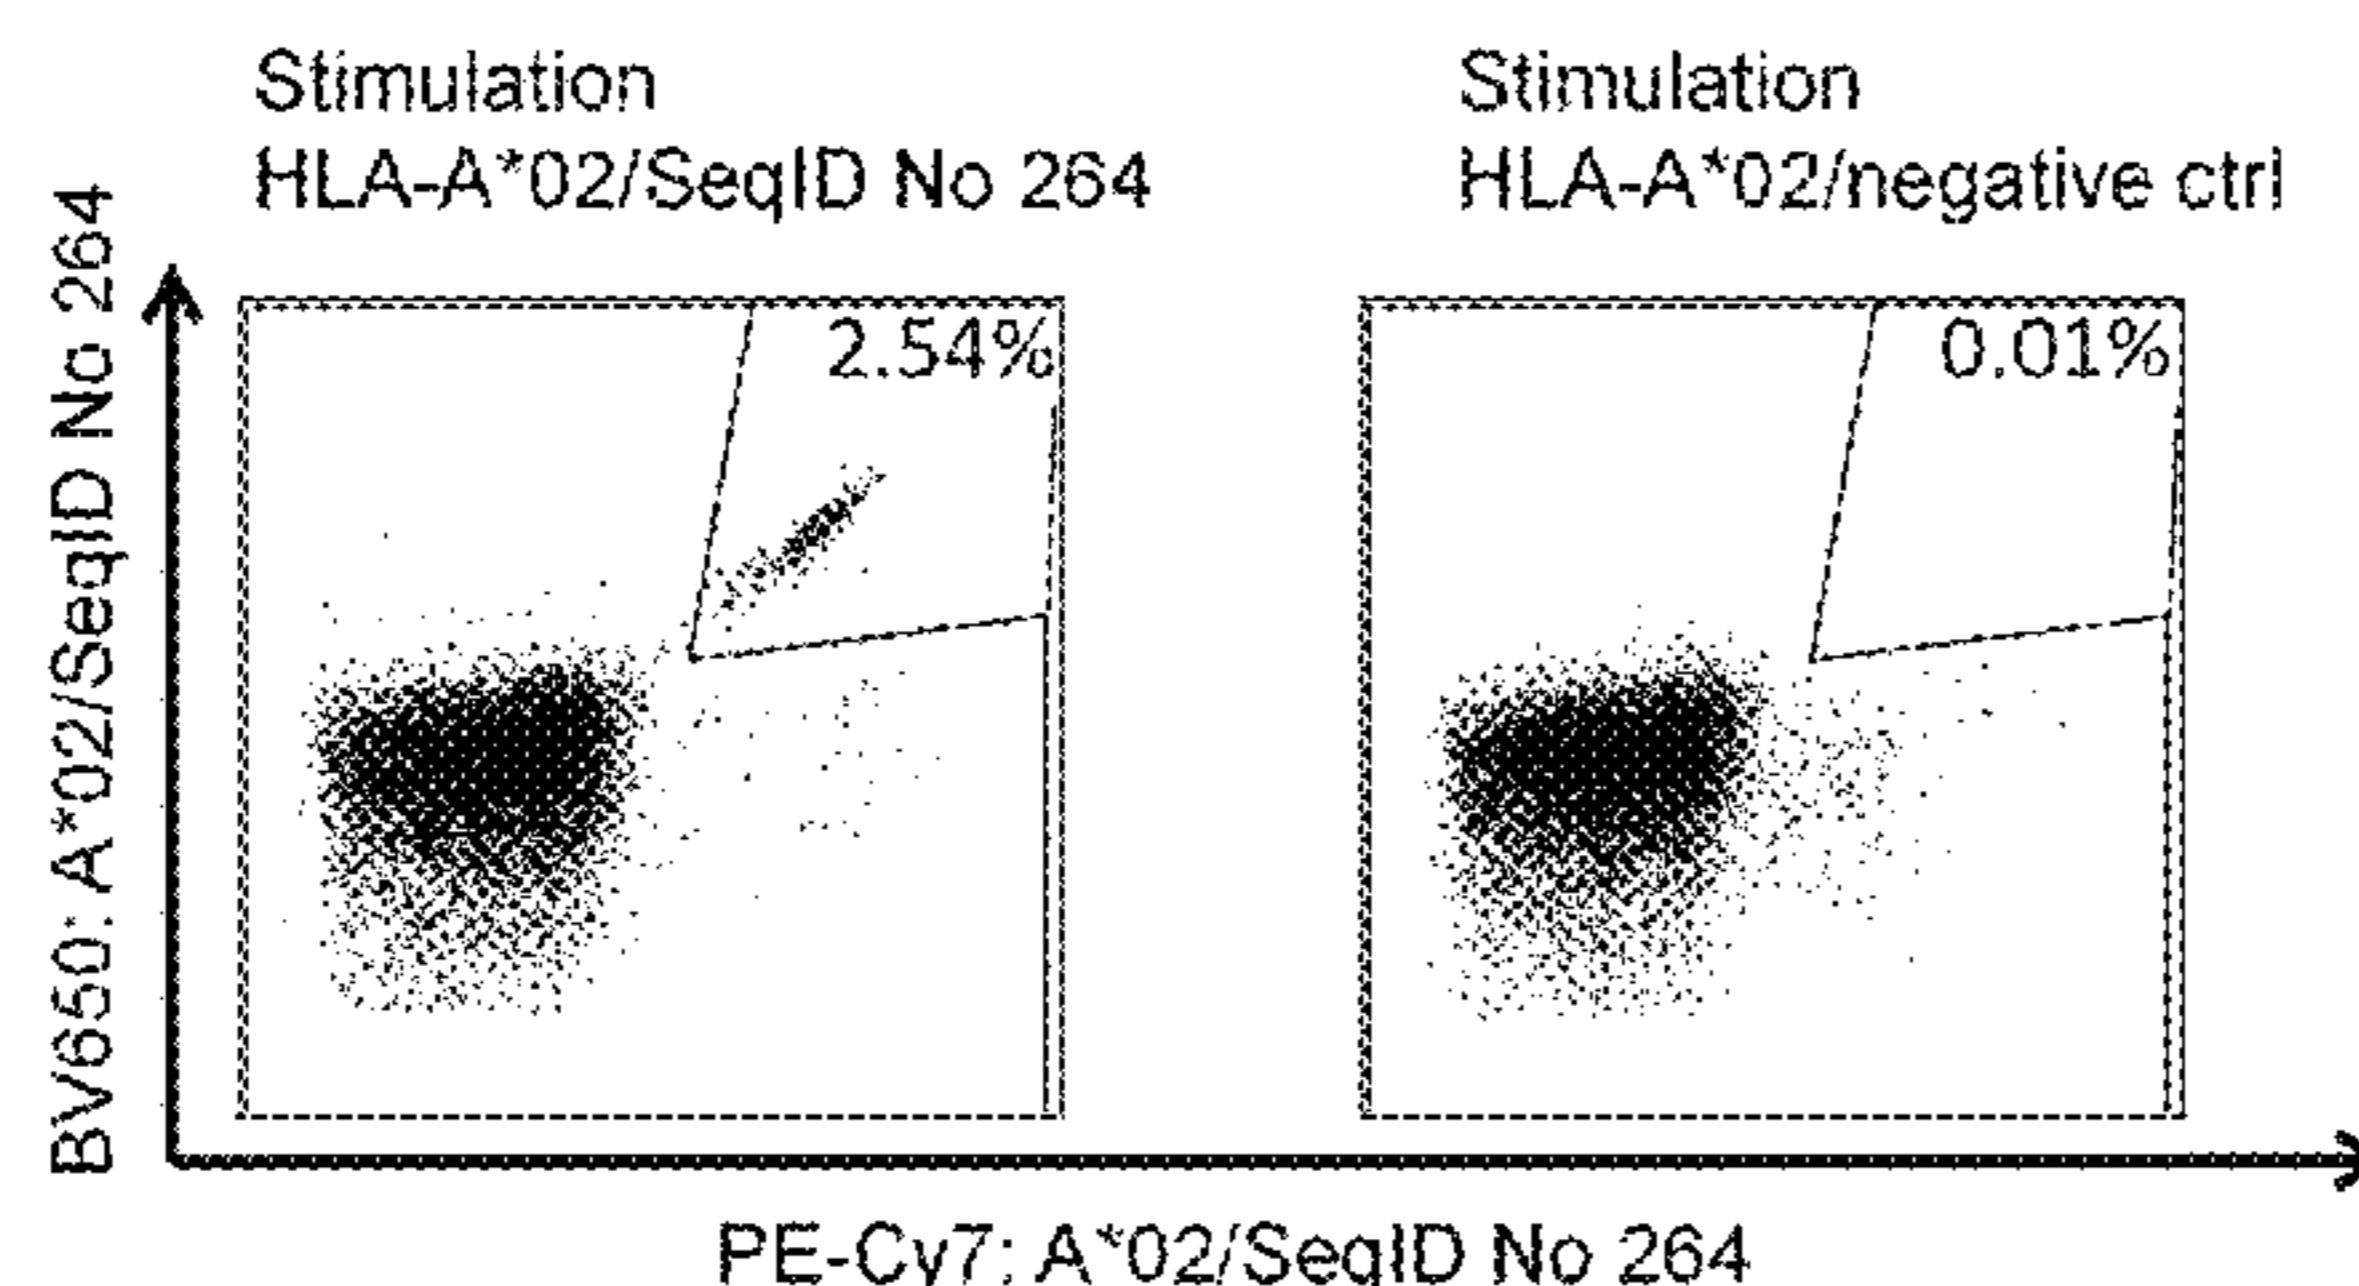 Stimulation
HLA-A*02/SeqID No 264
Stimulation
HLA-A*02/negative ctrl
BV650: A*02/SeqID No 264
2.54%
0.01%
PE-Cy7: A*02/SeqID No 264